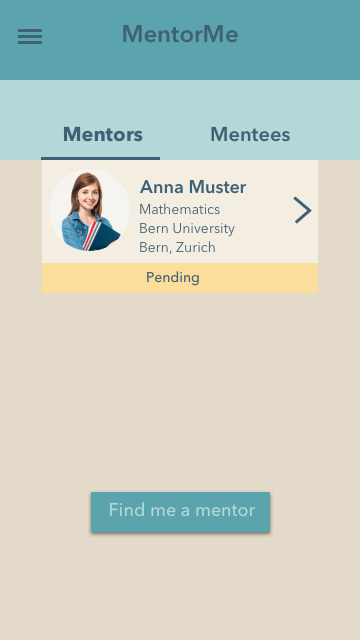 MentorMe
Mentors
Mentees
Anna Muster
Mathematics
Bern University
Bern, Zurich
Pending
Find me a mentor